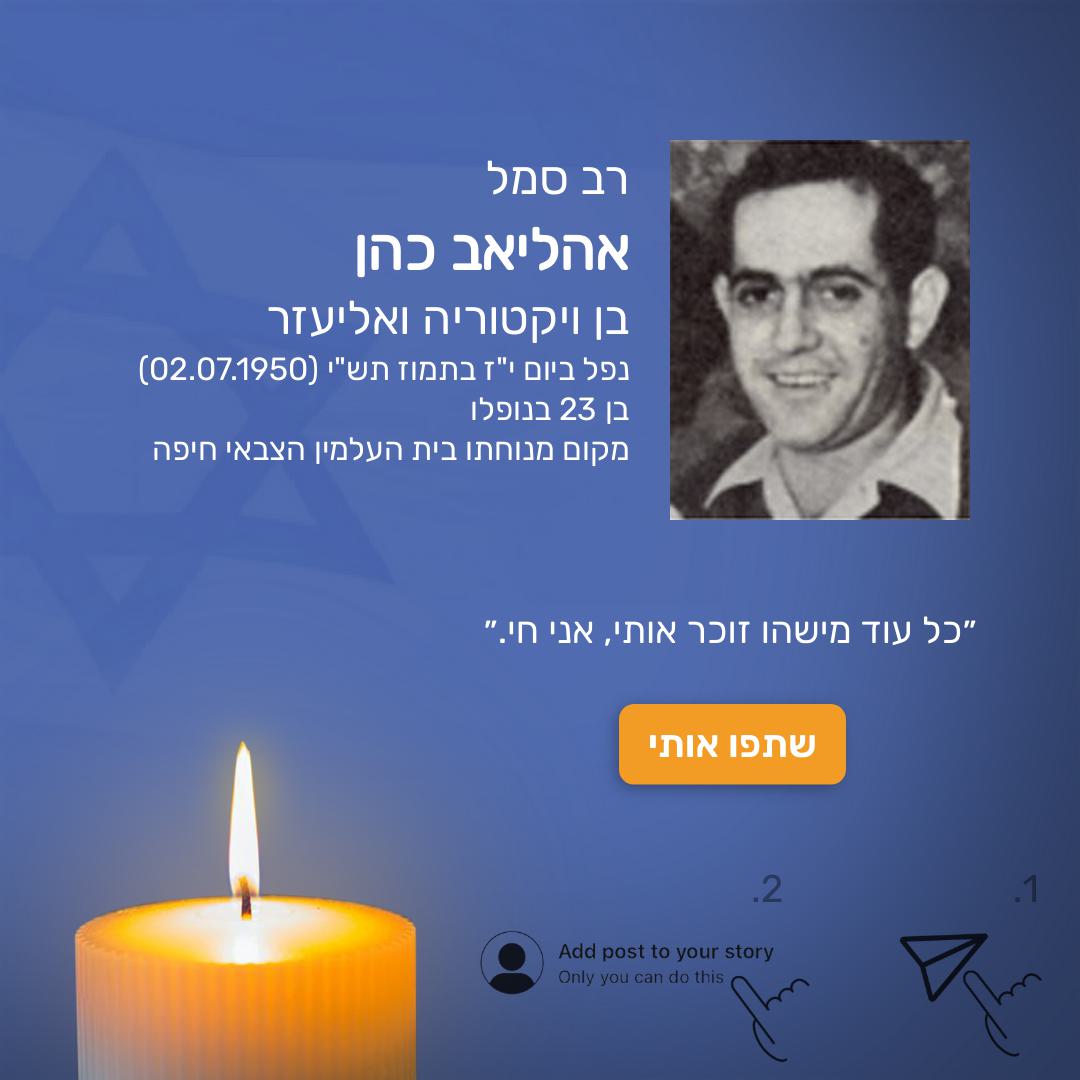 רב סמל
אהליאב כהן
בן ויקטוריה ואליעזר
נפל ביום י"ז בתמוז תש"י (02.07.1950)
בן 23 בנופלו
מקום מנוחתו בית העלמין הצבאי חיפה
״כל עוד מישהו זוכר אותי, אני חי.״
שתפו אותי
1.
2.
Add post to your story
Only you can do this